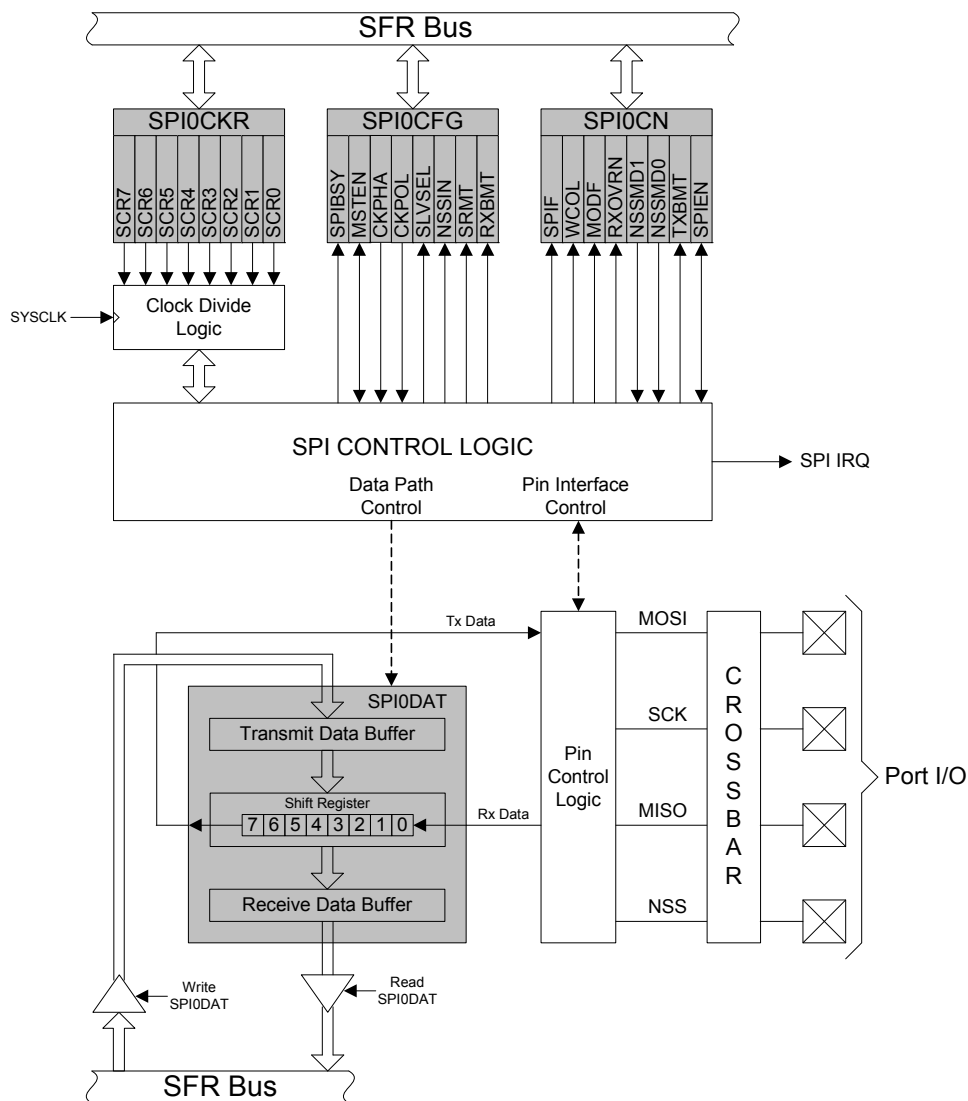 SFR Bus
SPI0CKR
SCR7
SCR6
SCR5
SCR4
SCR3
SCR2
SCR1
SCR0
SPI0CFG
SPIBSY
MSTEN
CKPHA
CKPOL
SLVSEL
NSSIN
SRMT
RXBMT
SPI0CN
SPIF
WCOL
MODF
RXOVRN
NSSMD1
NSSMD0
TXBMT
SPIEN
SYSCLK
Clock Divide
Logic
SPI CONTROL LOGIC
Data Path
Control
Pin Interface
Control
SPI IRQ
Tx Data
SPI0DAT
Transmit Data Buffer
Shift Register
7 6 5 4 3 2 1 0
Rx Data
Receive Data Buffer
Pin
Control
Logic
MOSI
SCK
MISO
NSS
CROSSBAR
Port I/O
Write
SPI0DAT
Read
SPI0DAT
SFR Bus